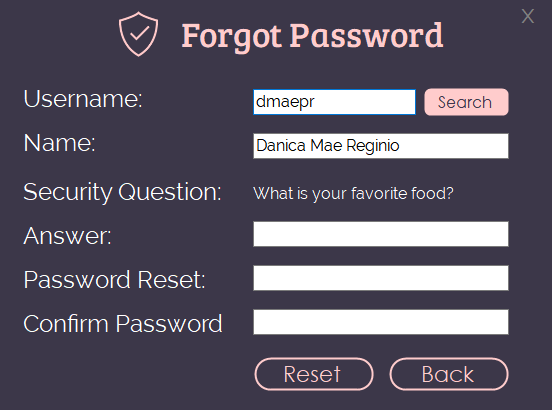 X
Forgot Password
Username: dmaepr Search
Name: Danica Mae Reginio
Security Question: What is your favorite food?
Answer:
Password Reset:
Confirm Password
Reset Back